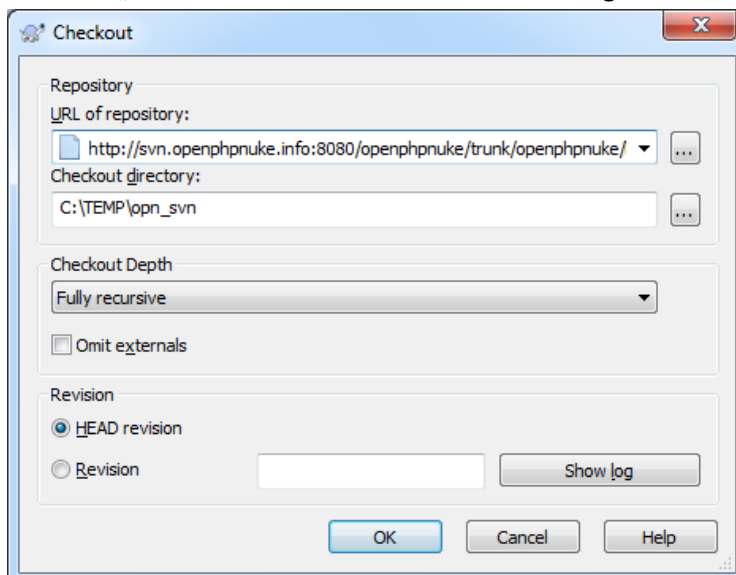 Checkout
Repository
URL of repository:
http://svn.openphpnuke.info:8080/openphpnuke/trunk/openphpnuke/
...
Checkout directory:
C:\TEMP\opn_svn
...
Checkout Depth
Fully recursive
Omit externals
Revision
HEAD revision
Revision
Show log
OK Cancel Help